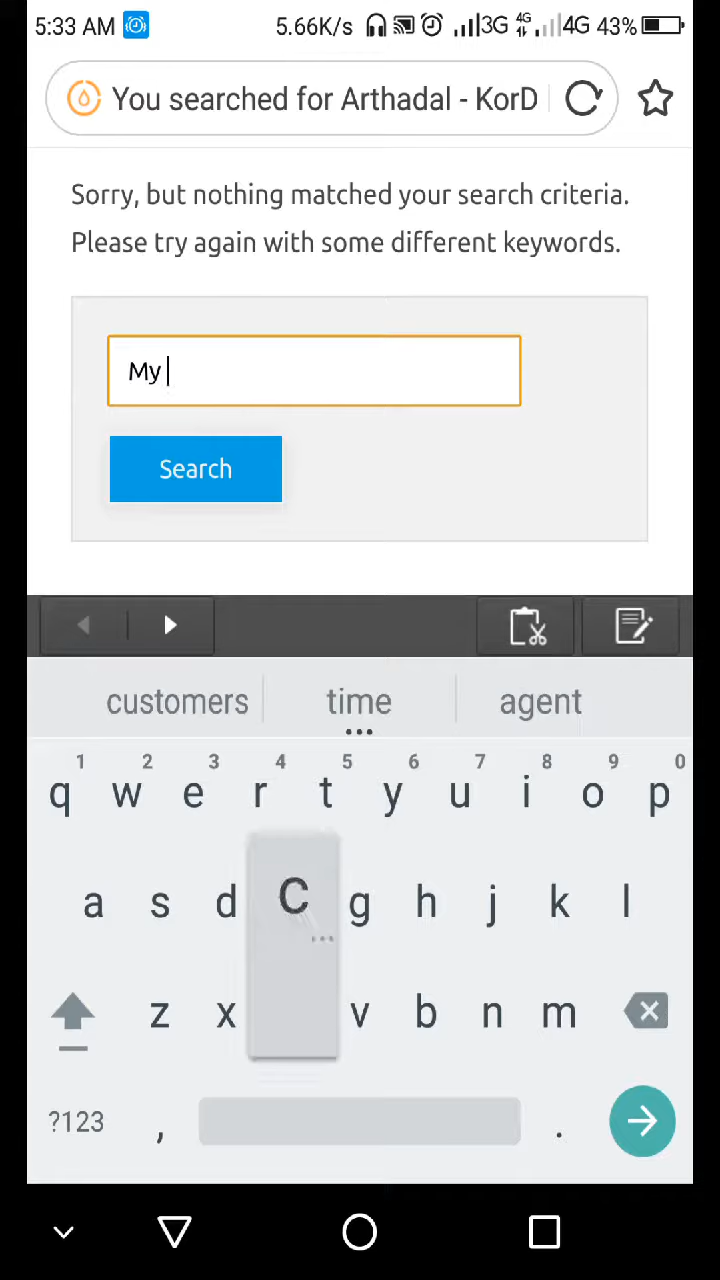 5:33 AM 5.66K/s 3G 4G 4G 43%
You searched for Arthadal - KorD
Sorry, but nothing matched your search criteria.
Please try again with some different keywords.
My
Search
customers time agent
1 2 3 4 5 6 7 8 9 0
q w e r t y u i o p
a s d C g h j k l
z x v b n m
?123 , .